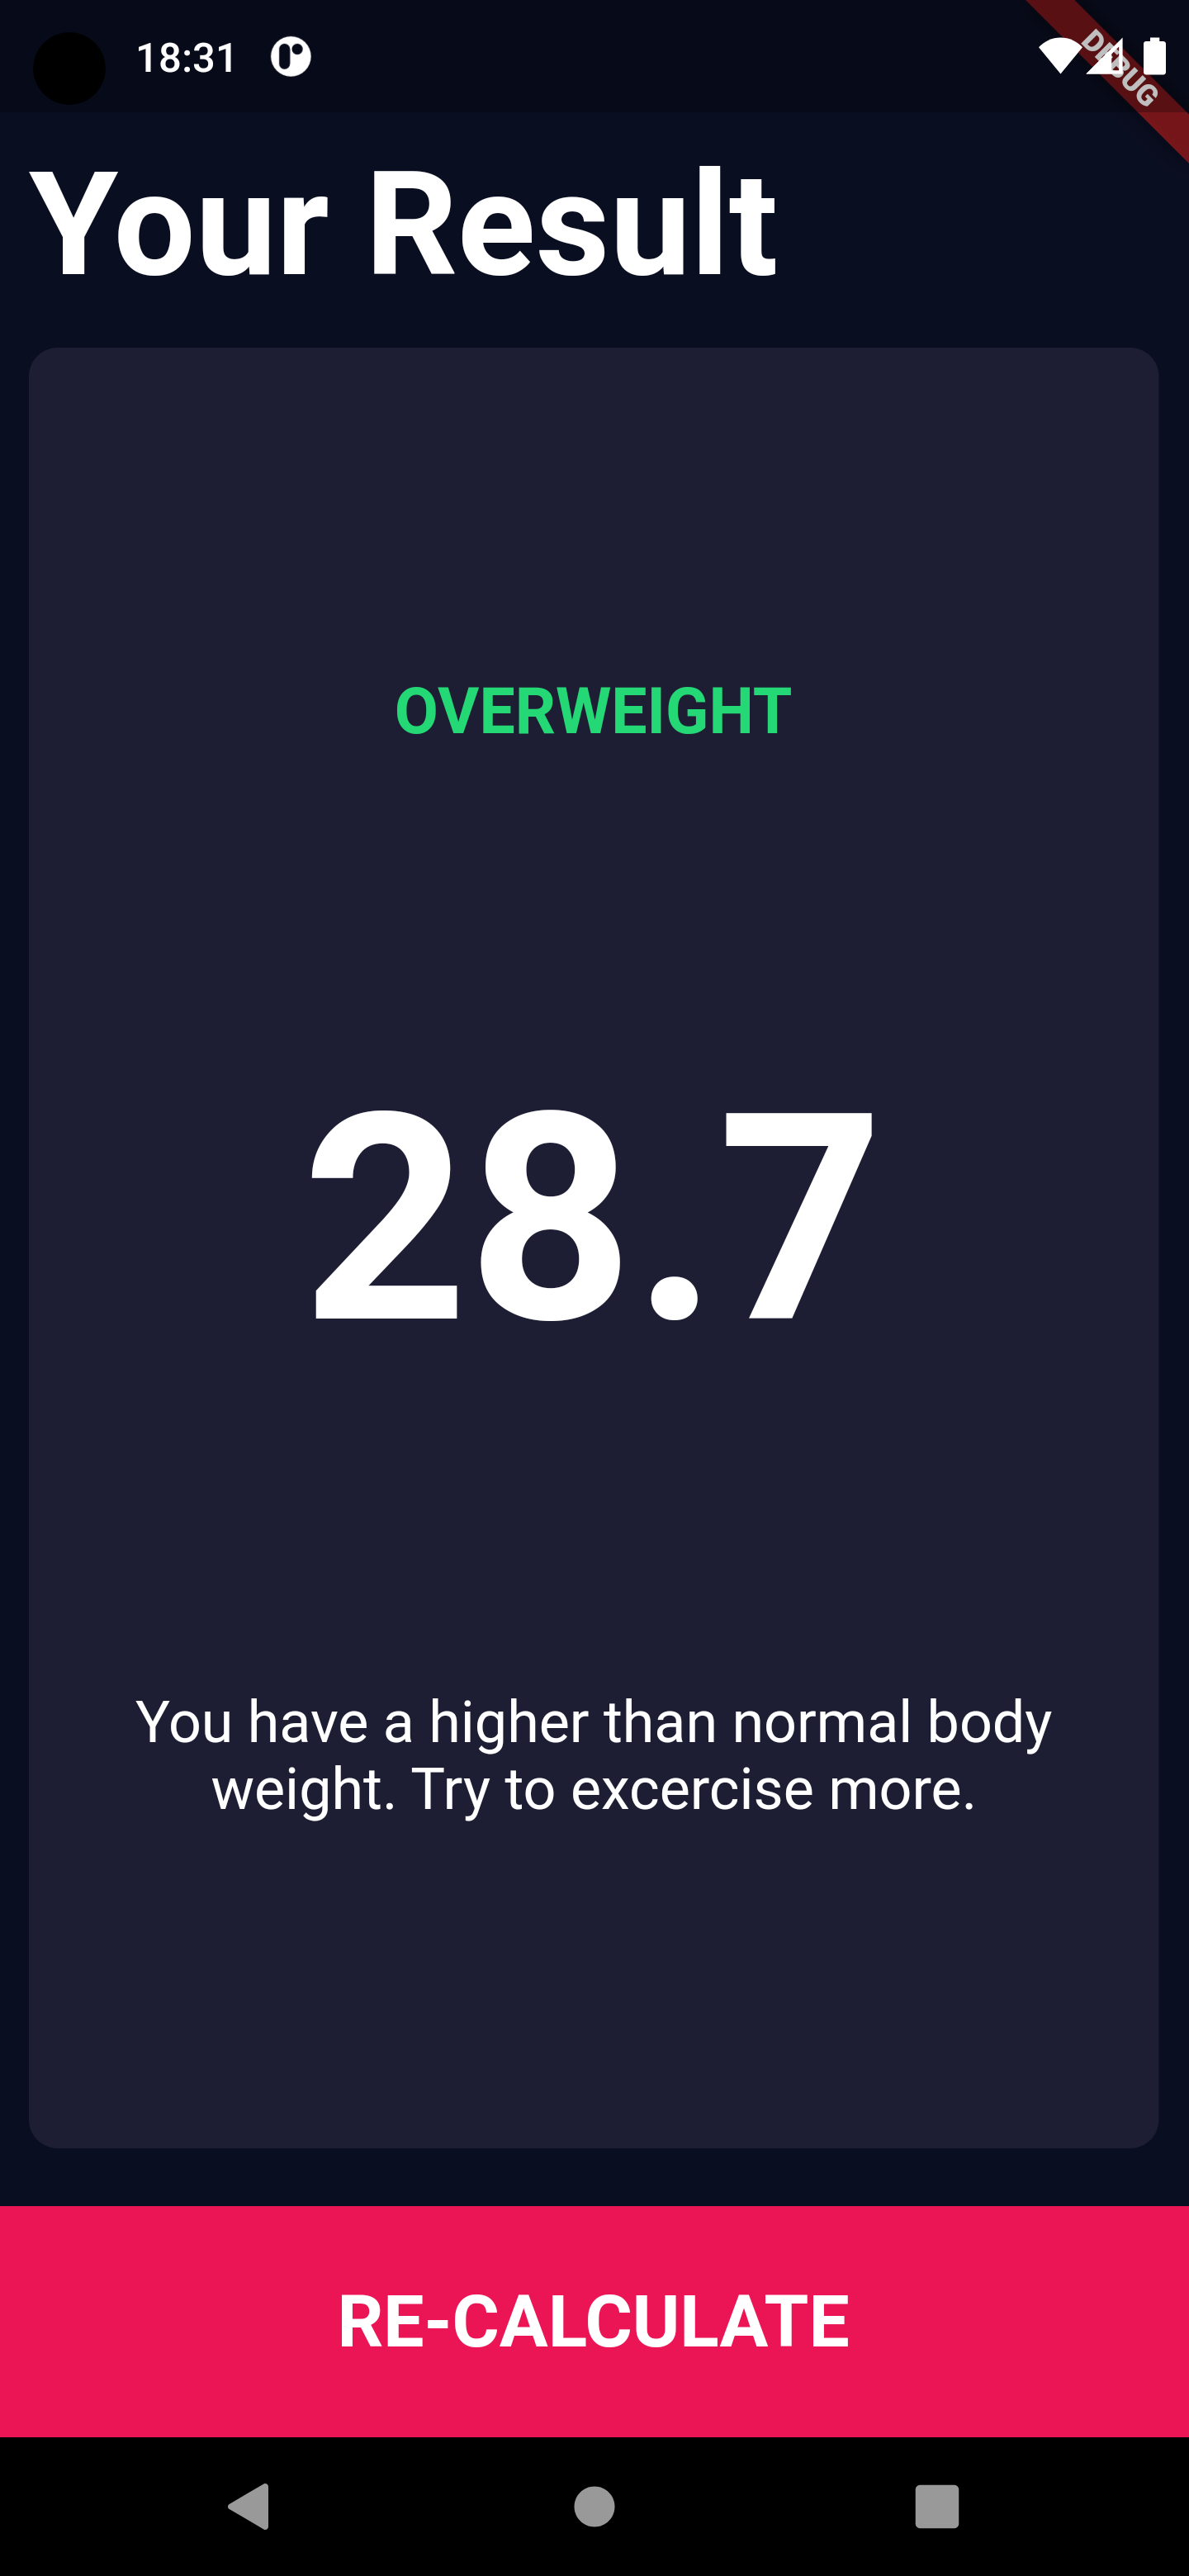 18:31
DEBUG
Your Result
OVERWEIGHT
28.7
You have a higher than normal body
weight. Try to excercise more.
RE-CALCULATE